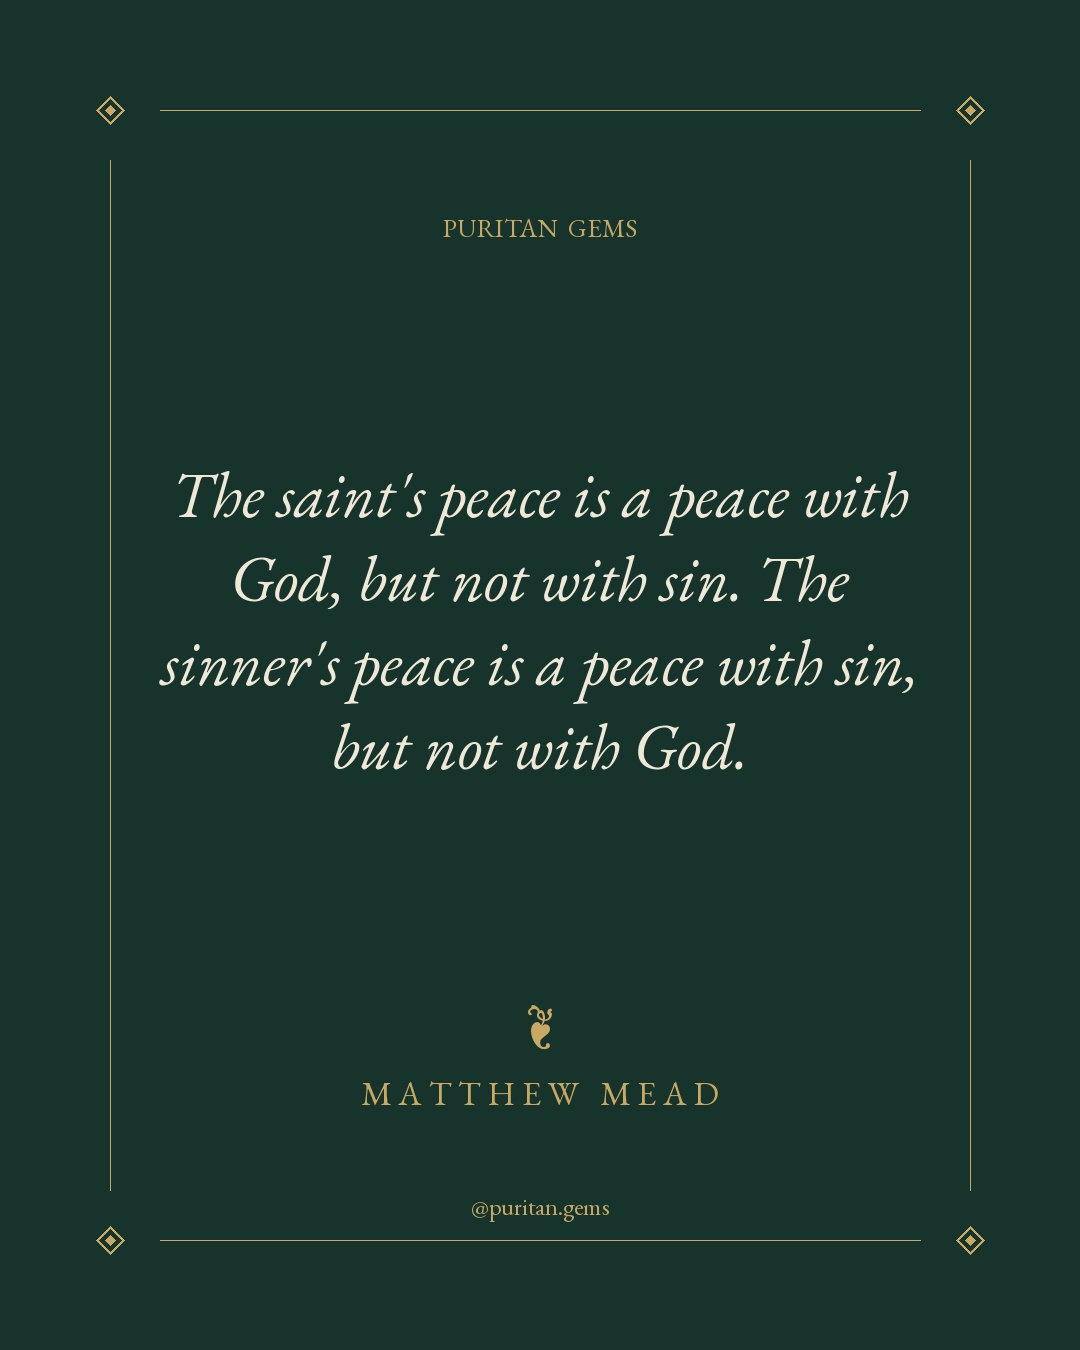 PURITAN GEMS
The saint's peace is a peace with
God, but not with sin. The
sinner's peace is a peace with sin,
but not with God.
❦
MATTHEW MEAD
@puritan.gems